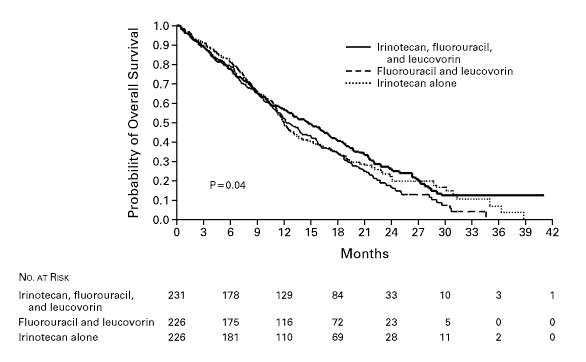 Probability of Overall Survival
1.0
0.9
0.8
0.7
0.6
0.5
0.4
0.3
0.2
0.1
0.0
Irinotecan, fluorouracil,
and leucovorin
Fluorouracil and leucovorin
Irinotecan alone
P=0.04
0 3 6 9 12 15 18 21 24 27 30 33 36 39 42
Months
NO. AT RISK
Irinotecan, fluorouracil,
and leucovorin 231 178 129 84 33 10 3 1
Fluorouracil and leucovorin 226 175 116 72 23 5 0 0
Irinotecan alone 226 181 110 69 28 11 2 0